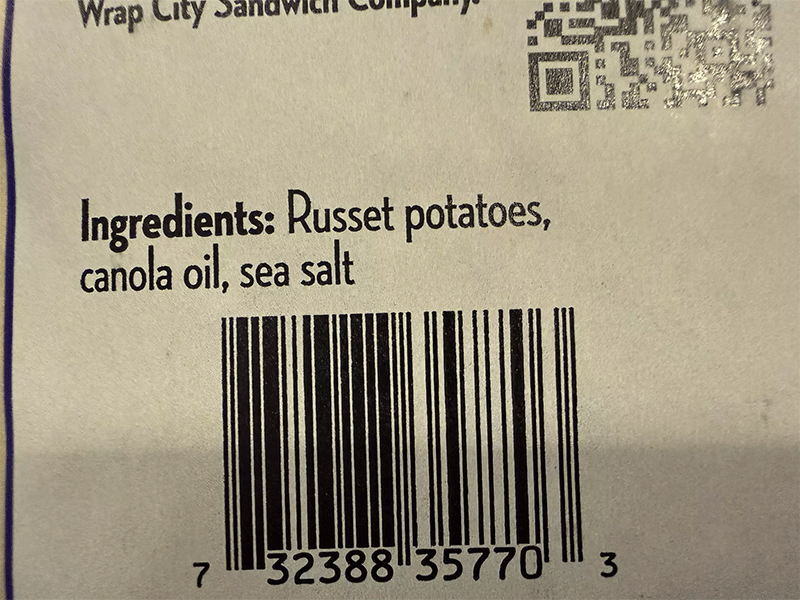 Wrap City Sandwich Company.
Ingredients: Russet potatoes,
canola oil, sea salt
7 32388 35770 3